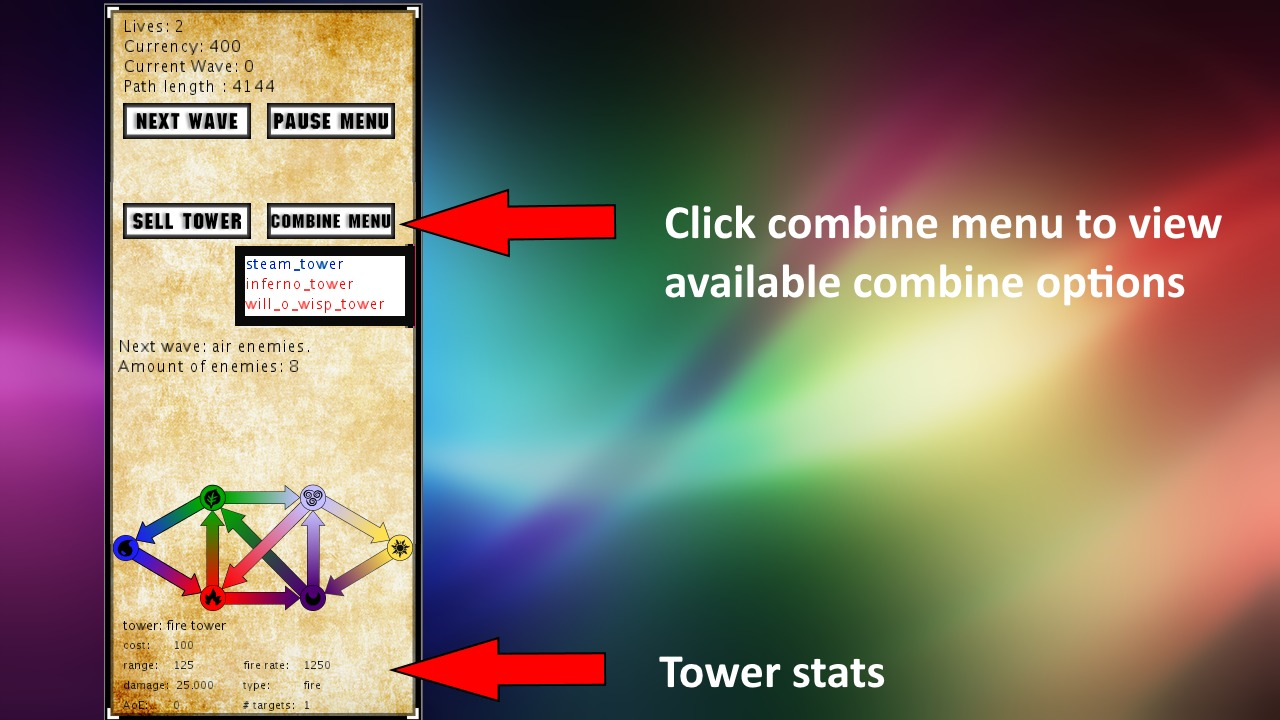 Lives: 2
Currency: 400
Current Wave: 0
Path length : 4144
NEXT WAVE PAUSE MENU
SELL TOWER COMBINE MENU
steam_tower
inferno_tower
will_o_wisp_tower
Click combine menu to view
available combine options
Next wave: air enemies.
Amount of enemies: 8
tower: fire tower
cost: 100
range: 125 fire rate: 1250
damage: 25.000 type: fire
AoE: 0 # targets: 1
Tower stats